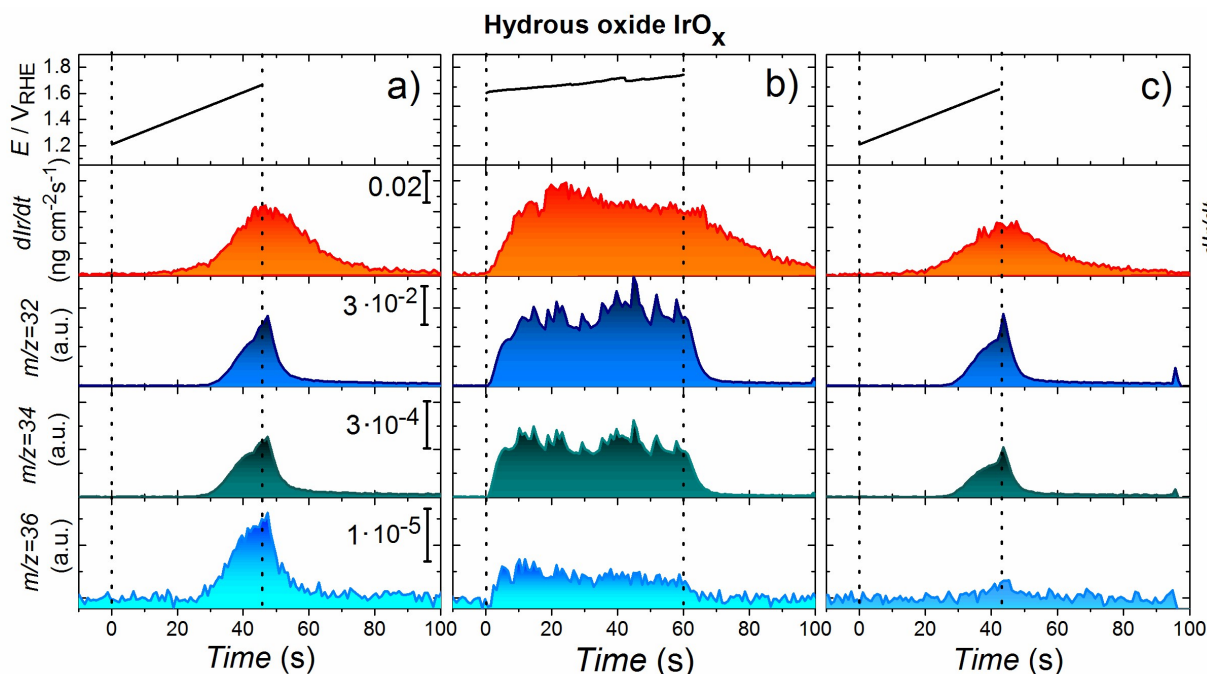 Hydrous oxide IrOₓ
a)
b)
c)
E / V_RHE
1.8
1.6
1.4
1.2
dIr/dt
(ng cm⁻²s⁻¹)
0.02
m/z=32
(a.u.)
3·10⁻²
m/z=34
(a.u.)
3·10⁻⁴
m/z=36
(a.u.)
1·10⁻⁵
0 20 40 60 80 100
0 20 40 60 80 100
0 20 40 60 80 100
Time (s)
Time (s)
Time (s)